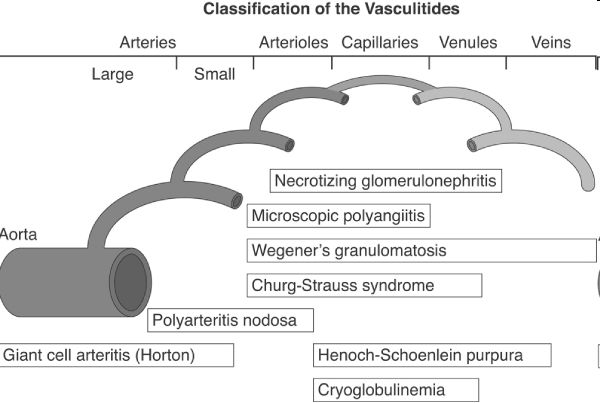 Classification of the Vasculitides
Arteries Arterioles Capillaries Venules Veins
Large Small
Necrotizing glomerulonephritis
Microscopic polyangiitis
Aorta
Wegener's granulomatosis
Churg-Strauss syndrome
Polyarteritis nodosa
Giant cell arteritis (Horton) Henoch-Schoenlein purpura
Cryoglobulinemia